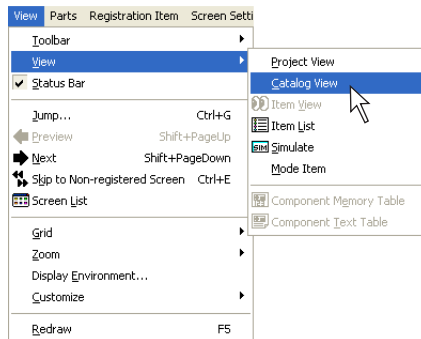 View Parts Registration Item Screen Setti
Toolbar
View
Status Bar
Jump... Ctrl+G
Preview Shift+PageUp
Next Shift+PageDown
Skip to Non-registered Screen Ctrl+E
Screen List
Grid
Zoom
Display Environment...
Customize
Redraw F5
Project View
Catalog View
Item View
Item List
SIM Simulate
Mode Item
Component Memory Table
Component Text Table